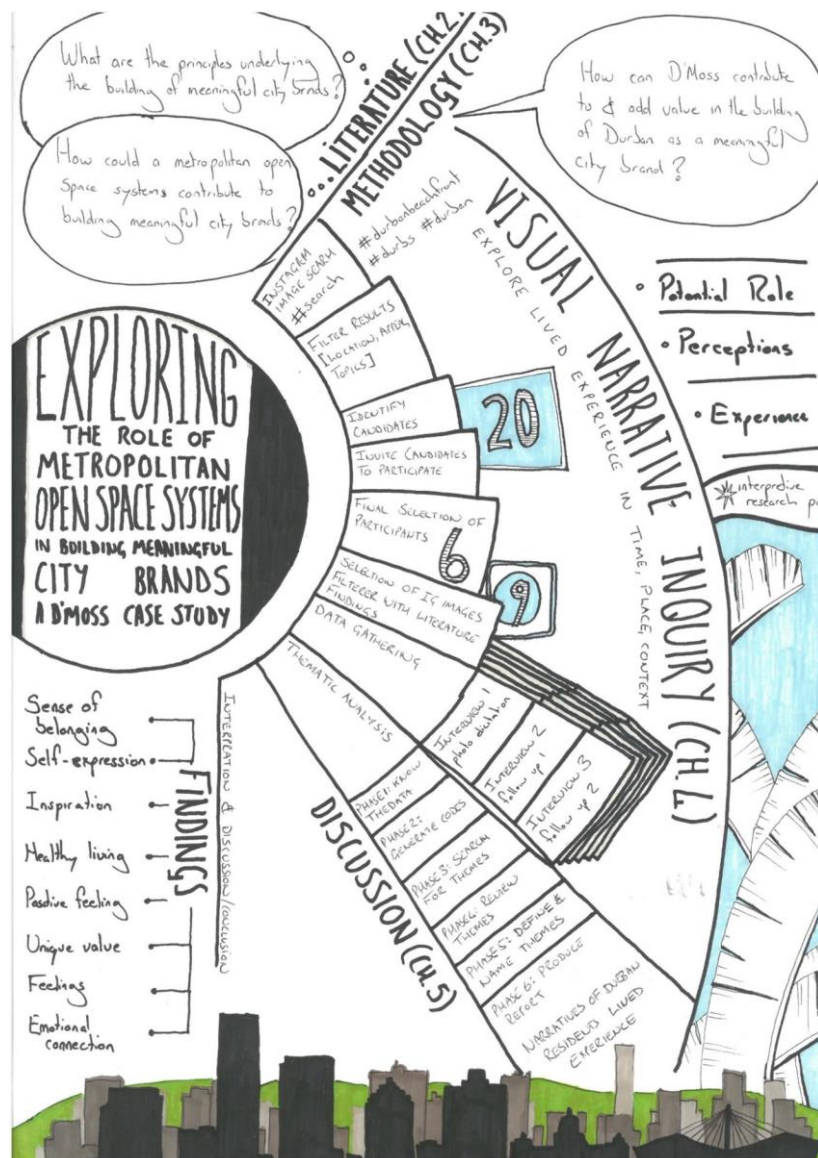 What are the principles underlying
the building of meaningful city brands?
How could a metropolitan open
space systems contribute to
building meaningful city brands?
...LITERATURE (CH.2)
METHODOLOGY (CH.3)
How can D'Moss contribute
to & add value in the building
of Durban as a meaningful
city brand?
#durbanbeachfront
#durbs #durban
VISUAL NARRATIVE INQUIRY (CH.4)
EXPLORE LIVED EXPERIENCE IN TIME, PLACE, CONTEXT
Potential Role
Perceptions
Experience
interpretive
research
EXPLORING
THE ROLE OF
METROPOLITAN
OPEN SPACE SYSTEMS
IN BUILDING MEANINGFUL
CITY BRANDS
A D'MOSS CASE STUDY
INSTAGRM
IMAGE SEARH
#search
FILTER RESULTS
[LOCATION,
TOPICS]
IDENTIFY
CANDIDATES
20
INVITE CANDIDATES
TO PARTICIPATE
FINAL SELECTION OF
PARTICIPANTS
6
SELECTION OF IG IMAGES
FILTERER WITH LITERATURE
FINDINGS
9
DATA GATHERING
INTERVIEW 1
photo elicitation
INTERVIEW 2
follow up 1
INTERVIEW 3
follow up 2
THEMATIC ANALYSIS
PHASE1: KNOW
THE DATA
PHASE2:
GENERATE CODES
PHASE3: SEARCH
FOR THEMES
PHASE4: REVIEW
THEMES
PHASE5: DEFINE &
NAME THEMES
PHASE 6: PRODUCE
REPORT
NARRATIVES OF DURBAN
RESIDENTS LIVED
EXPERIENCE
DISCUSSION (CH.5)
INTERPRATION & DISCUSSION/CONCLUSION
FINDINGS
Sense of
belonging
Self-expression
Inspiration
Healthy living
Positive feeling
Unique value
Feelings
Emotional
connection